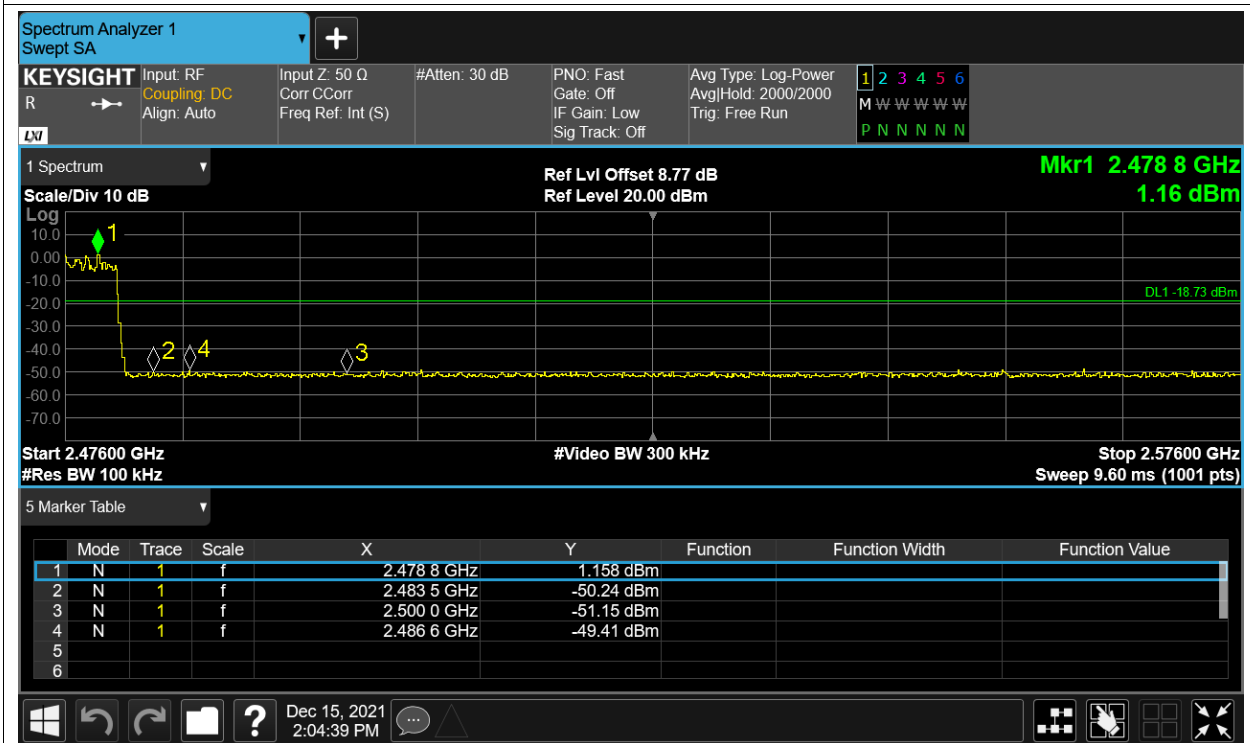 Spectrum Analyzer 1
Swept SA
+
KEYSIGHT Input: RF Input Z: 50 Ω #Atten: 30 dB PNO: Fast Avg Type: Log-Power 1 2 3 4 5 6
R Coupling: DC Corr CCorr Gate: Off Avg|Hold: 2000/2000 M W W W W W
Align: Auto Freq Ref: Int (S) IF Gain: Low Trig: Free Run
LXI Sig Track: Off P N N N N N
1 Spectrum Ref Lvl Offset 8.77 dB Mkr1 2.478 8 GHz
Scale/Div 10 dB Ref Level 20.00 dBm 1.16 dBm
Log
10.0 1
0.00
-10.0
DL1 -18.73 dBm
-20.0
-30.0
-40.0 2 4 3
-50.0
-60.0
-70.0
Start 2.47600 GHz #Video BW 300 kHz Stop 2.57600 GHz
#Res BW 100 kHz Sweep 9.60 ms (1001 pts)
5 Marker Table
Mode Trace Scale X Y Function Function Width Function Value
1 N 1 f 2.478 8 GHz 1.158 dBm
2 N 1 f 2.483 5 GHz -50.24 dBm
3 N 1 f 2.500 0 GHz -51.15 dBm
4 N 1 f 2.486 6 GHz -49.41 dBm
5
6
? Dec 15, 2021
2:04:39 PM